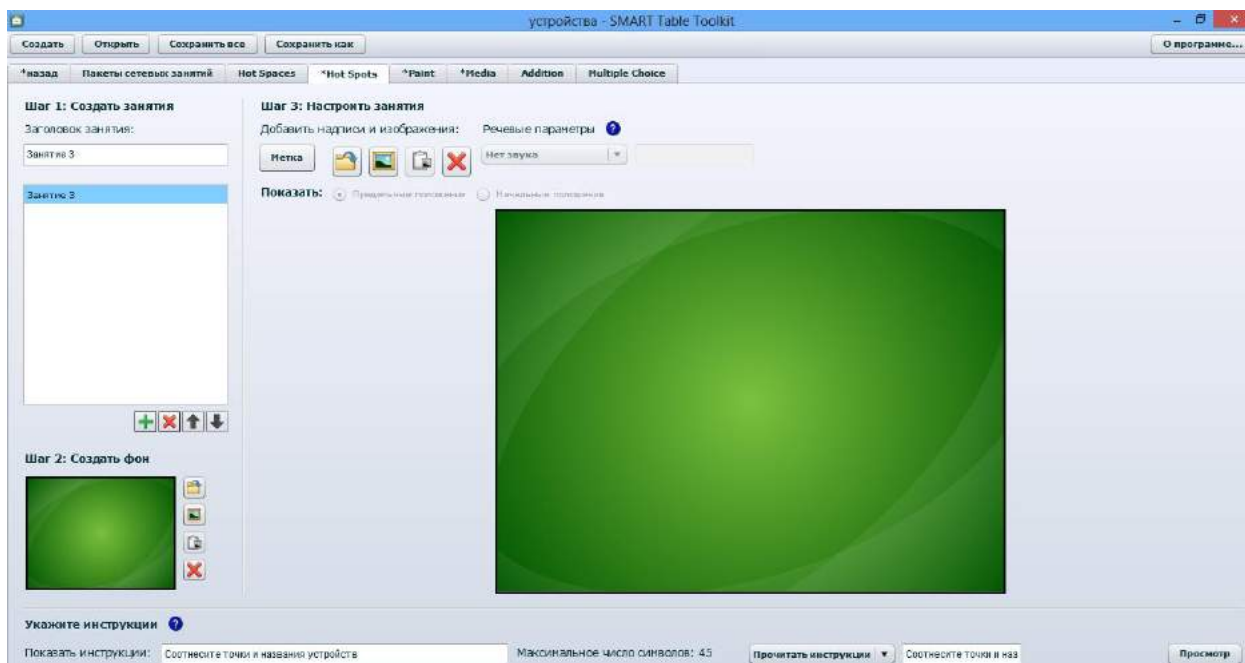 устройства - SMART Table Toolkit
Создать Открыть Сохранить все Сохранить как О программе...
*назад Пакеты сетевых занятий Hot Spaces *Hot Spots *Paint *Media Addition Multiple Choice
Шаг 1: Создать занятия
Заголовок занятия:
Занятие 3
Занятие 3
Шаг 2: Создать фон
Шаг 3: Настроить занятия
Добавить надписи и изображения: Речевые параметры
Метка Нет звука
Показать:
Укажите инструкции
Показать инструкции: Соотнесите точки и названия устройств Максимальное число символов: 45 Прочитать инструкции Соотнесите точки и наз Просмотр